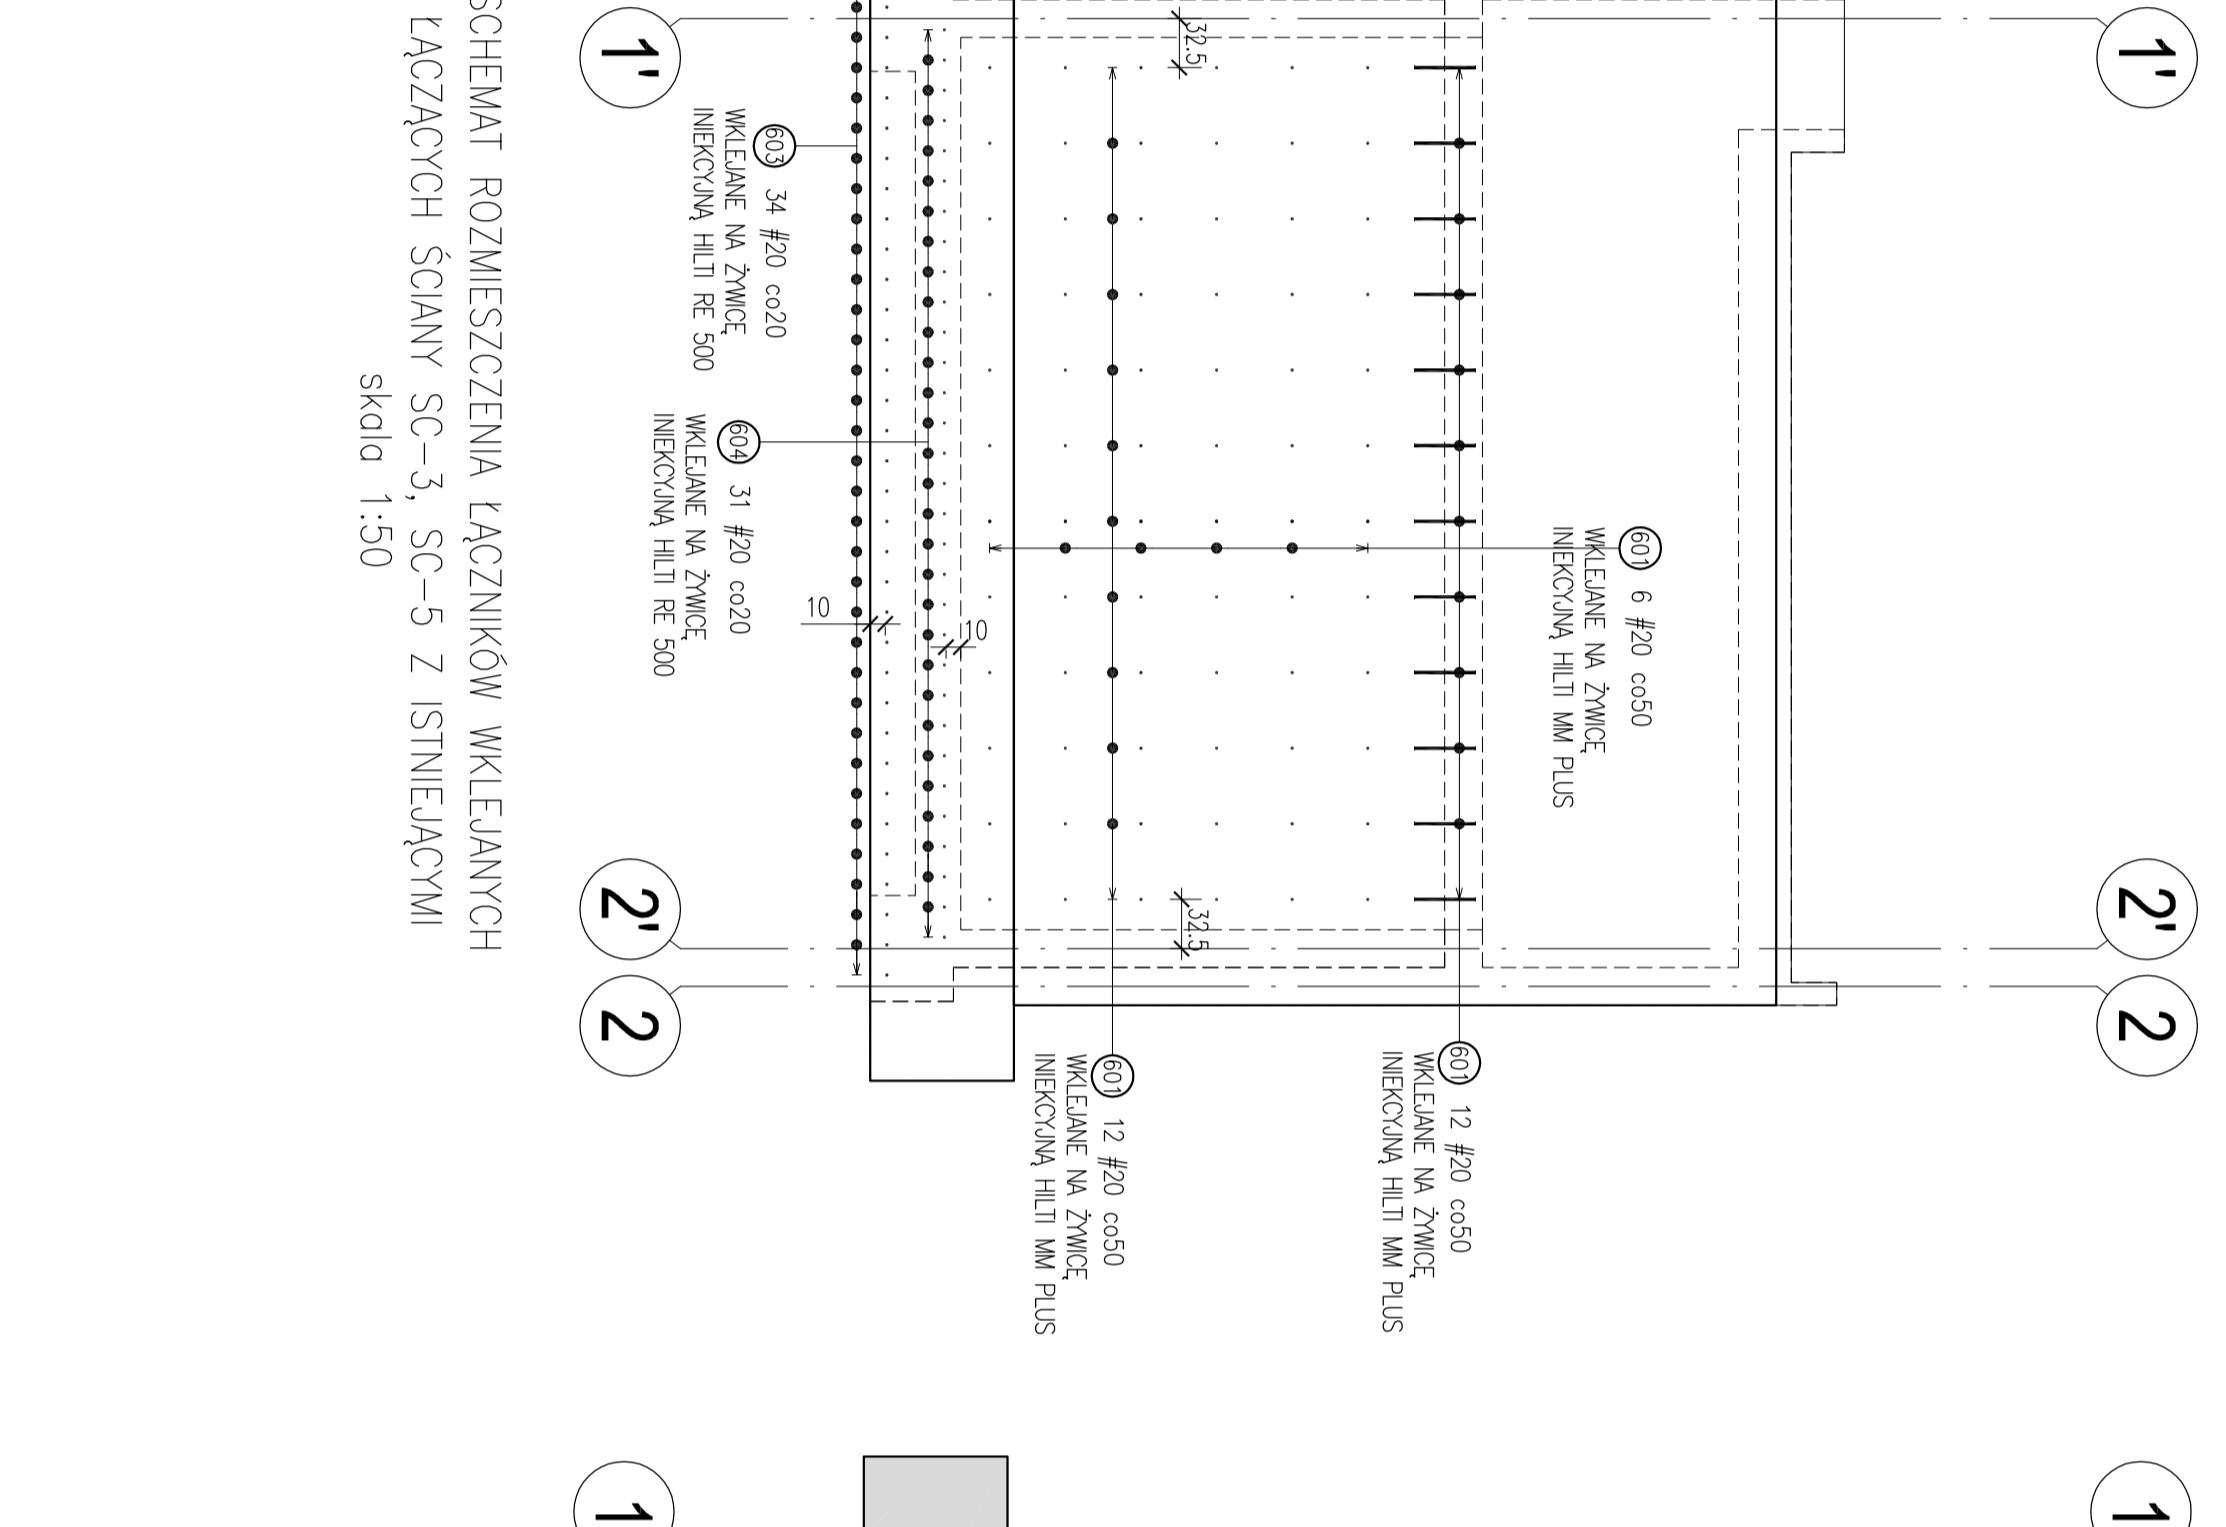 1'
1'
32.5
603 34 #20 co20
WKLEJANE NA ŻYWICĘ
INIEKCYJNĄ HILTI RE 500
604 31 #20 co20
WKLEJANE NA ŻYWICĘ
INIEKCYJNĄ HILTI RE 500
601 6 #20 co50
WKLEJANE NA ŻYWICĘ
INIEKCYJNĄ HILTI MM PLUS
10
10
32.5
2'
2'
2
2
601 12 #20 co50
WKLEJANE NA ŻYWICĘ
INIEKCYJNĄ HILTI MM PLUS
601 12 #20 co50
WKLEJANE NA ŻYWICĘ
INIEKCYJNĄ HILTI MM PLUS
SCHEMAT ROZMIESZCZENIA ŁĄCZNIKÓW WKLEJANYCH
ŁĄCZĄCYCH ŚCIANY SC-3, SC-5 Z ISTNIEJĄCYMI
skala 1:50
1
1